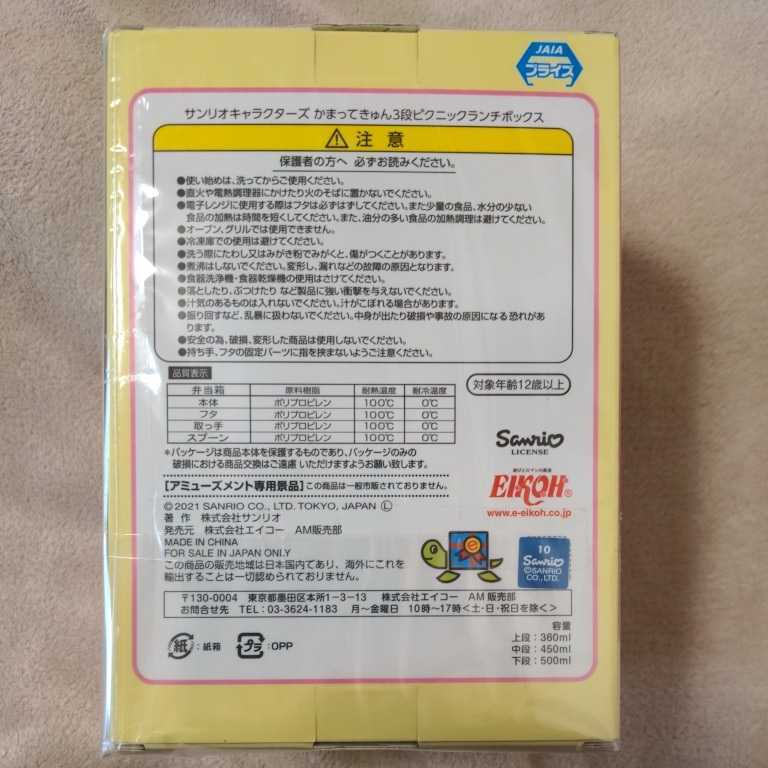 JAIA
プライズ
サンリオキャラクターズ かまってきゅん3段ピクニックランチボックス
注 意
保護者の方へ 必ずお読みください。
●使い始めは、洗ってからご使用ください。
●直火や電熱調理器にかけたり火のそばに置かないでください。
●電子レンジに使用する際はフタは必ずはずしてください。また少量の食品、水分の少ない
食品の加熱は時間を短くしてください。また、油分の多い食品の加熱調理は避けてください。
●オーブン、グリルでは使用できません。
●冷凍庫での使用は避けてください。
●洗う際にたわし又はみがき粉でみがくと、傷がつくことがあります。
●煮沸はしないでください。変形し、漏れなどの故障の原因となります。
●食器洗浄機・食器乾燥機の使用はさけてください。
●落としたり、ぶつけたり など製品に強い衝撃を与えないでください。
●汁気のあるものは入れないでください。汁がこぼれる場合があります。
●振り回すなど、乱暴に扱わないでください。中身が出たり破損や事故の原因になる恐れがあ
ります。
●安全の為、破損、変形した商品は使用しないでください。
●持ち手、フタの固定パーツに指を挟まないようご注意ください。
品質表示
弁当箱 原料樹脂 耐熱温度 耐冷温度
本体 ポリプロピレン 100℃ 0℃
フタ ポリプロピレン 100℃ 0℃
取っ手 ポリプロピレン 100℃ 0℃
スプーン ポリプロピレン 100℃ 0℃
対象年齢12歳以上
*パッケージは商品本体を保護するものであり、パッケージのみの
破損における商品交換はご遠慮 いただけますようお願い致します。
【アミューズメント専用景品】この商品は一般市販されておりません。
Sanrio
LICENSE
EIKOH®
www.e-eikoh.co.jp
©2021 SANRIO CO., LTD. TOKYO, JAPAN Ⓛ
著 作 株式会社サンリオ
発売元 株式会社エイコー AM販売部
MADE IN CHINA
FOR SALE IN JAPAN ONLY
この商品の販売地域は日本国内であり、海外にこれを
輸出することは一切認められておりません。
10
Sanrio
©SANRIO
CO.,LTD.
〒130-0004 東京都墨田区本所1-3-13 株式会社エイコー AM販売部
お問合せ先 TEL:03-3624-1183 月~金曜日 10時~17時<土・日・祝日を除く>
紙 :紙箱
プラ :OPP
容量
上段:360ml
中段:450ml
下段:500ml